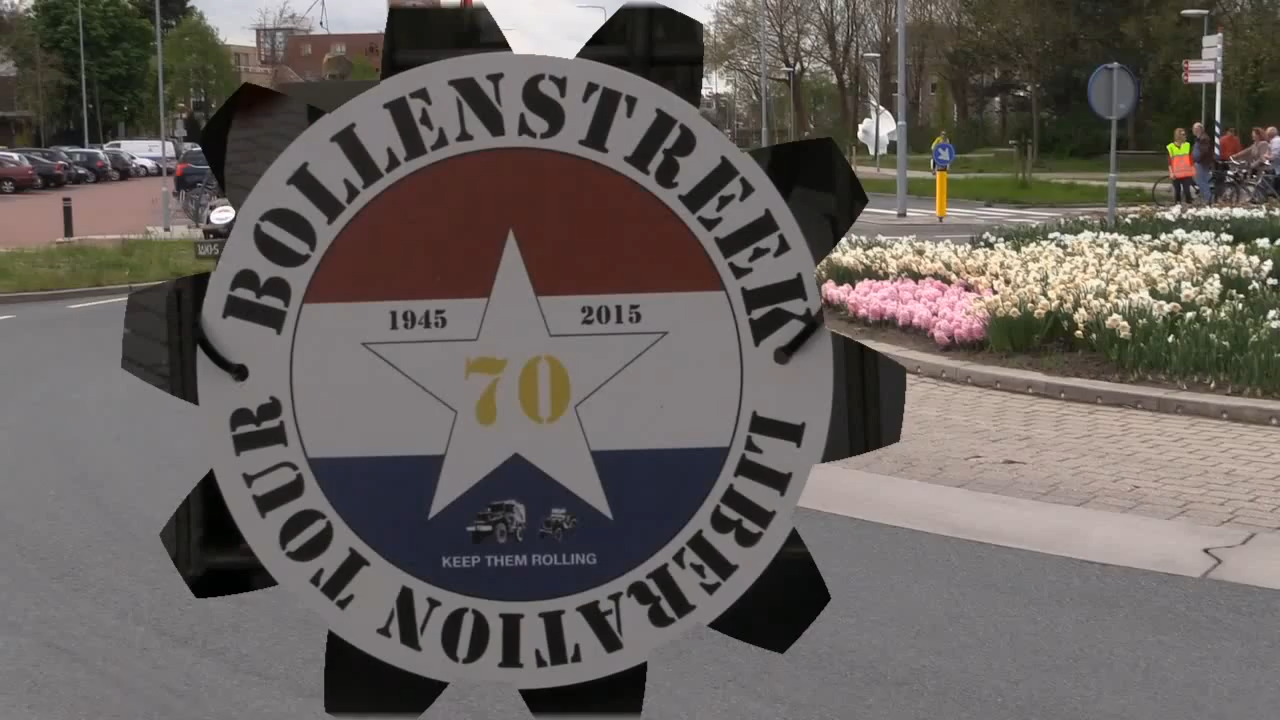 BOLLENSTREEK
1945 2015
70
KEEP THEM ROLLING
LIBERATION TOUR